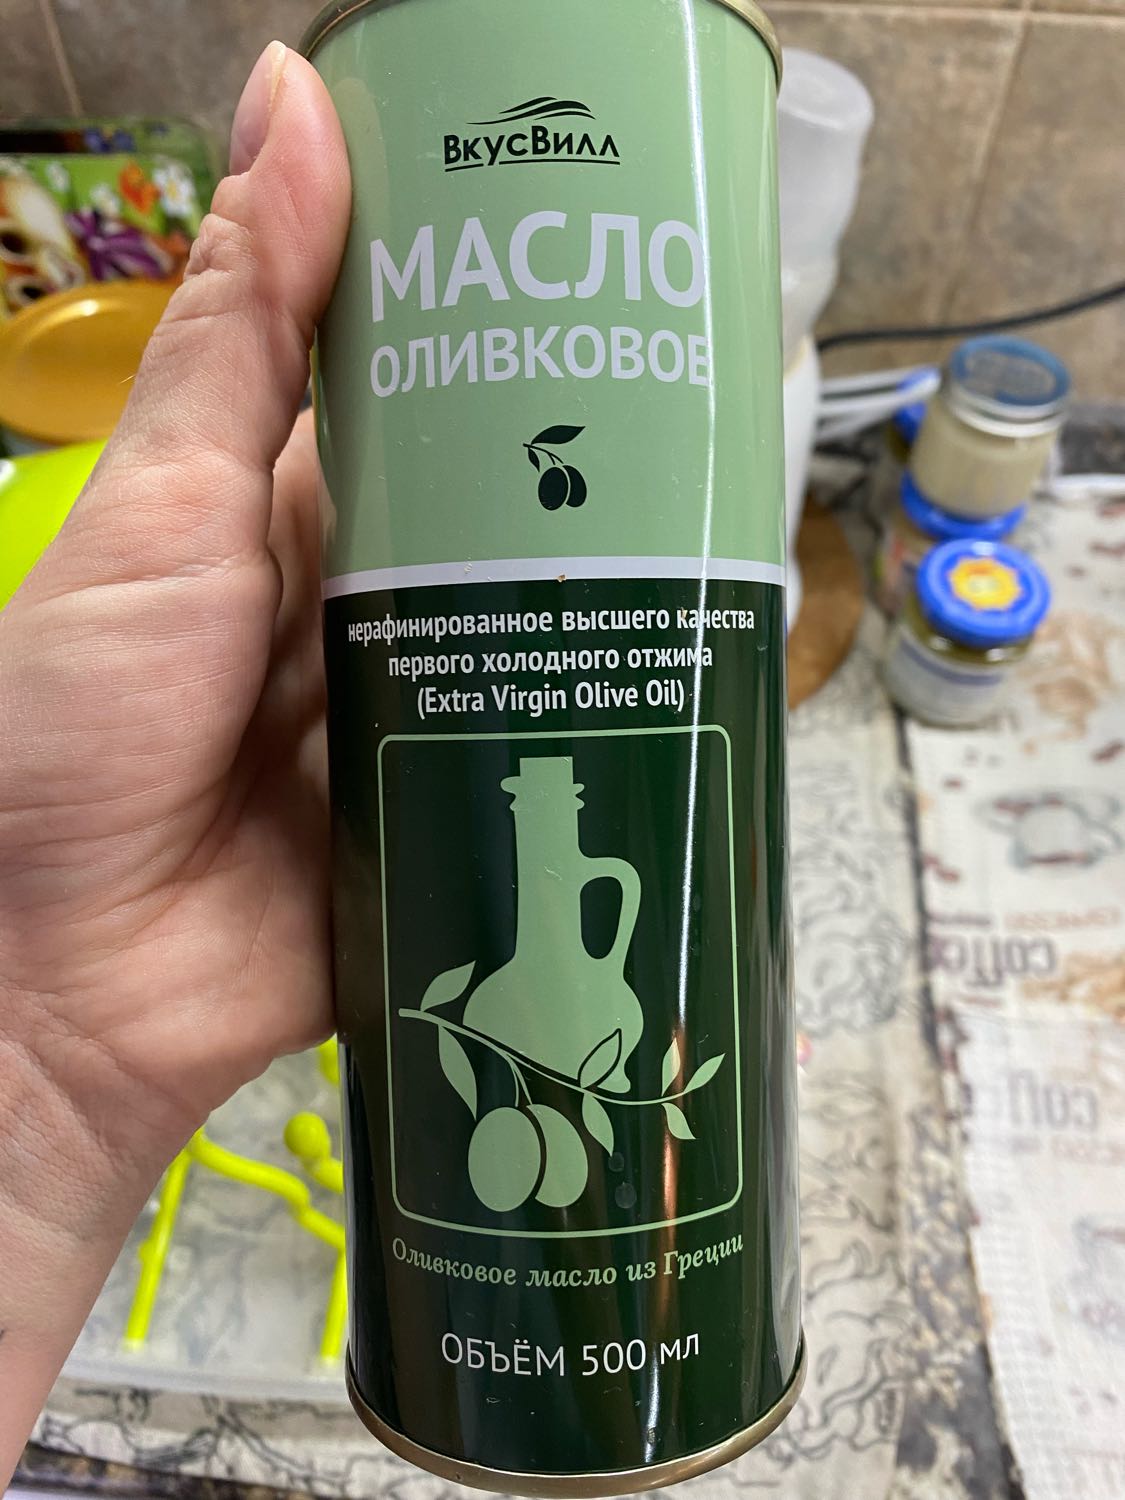 ВкусВилл
МАСЛО
ОЛИВКОВОЕ
нерафинированное высшего качества
первого холодного отжима
(Extra Virgin Olive Oil)
Оливковое масло из Греции
ОБЪЁМ 500 мл
coffee